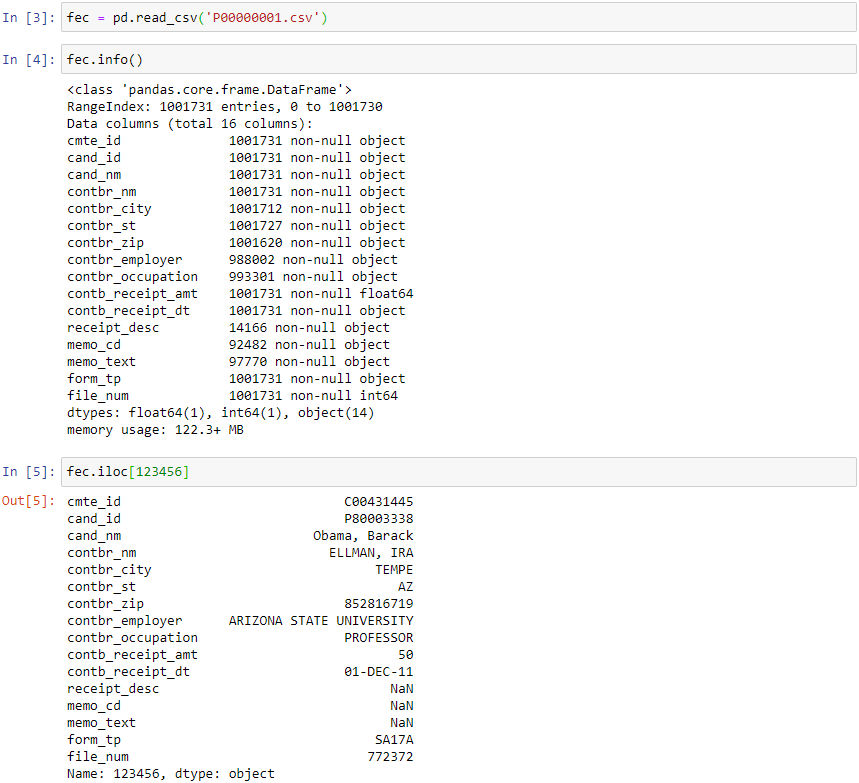 In [3]: fec = pd.read_csv('P00000001.csv')
In [4]: fec.info()
<class 'pandas.core.frame.DataFrame'>
RangeIndex: 1001731 entries, 0 to 1001730
Data columns (total 16 columns):
cmte_id              1001731 non-null object
cand_id              1001731 non-null object
cand_nm              1001731 non-null object
contbr_nm            1001731 non-null object
contbr_city          1001712 non-null object
contbr_st            1001727 non-null object
contbr_zip           1001620 non-null object
contbr_employer      988002 non-null object
contbr_occupation    993301 non-null object
contb_receipt_amt    1001731 non-null float64
contb_receipt_dt     1001731 non-null object
receipt_desc         14166 non-null object
memo_cd              92482 non-null object
memo_text            97770 non-null object
form_tp              1001731 non-null object
file_num             1001731 non-null int64
dtypes: float64(1), int64(1), object(14)
memory usage: 122.3+ MB
In [5]: fec.iloc[123456]
Out[5]: cmte_id                             C00431445
cand_id                             P80003338
cand_nm                         Obama, Barack
contbr_nm                         ELLMAN, IRA
contbr_city                             TEMPE
contbr_st                                  AZ
contbr_zip                          852816719
contbr_employer      ARIZONA STATE UNIVERSITY
contbr_occupation                   PROFESSOR
contb_receipt_amt                          50
contb_receipt_dt                    01-DEC-11
receipt_desc                              NaN
memo_cd                                   NaN
memo_text                                 NaN
form_tp                                 SA17A
file_num                               772372
Name: 123456, dtype: object